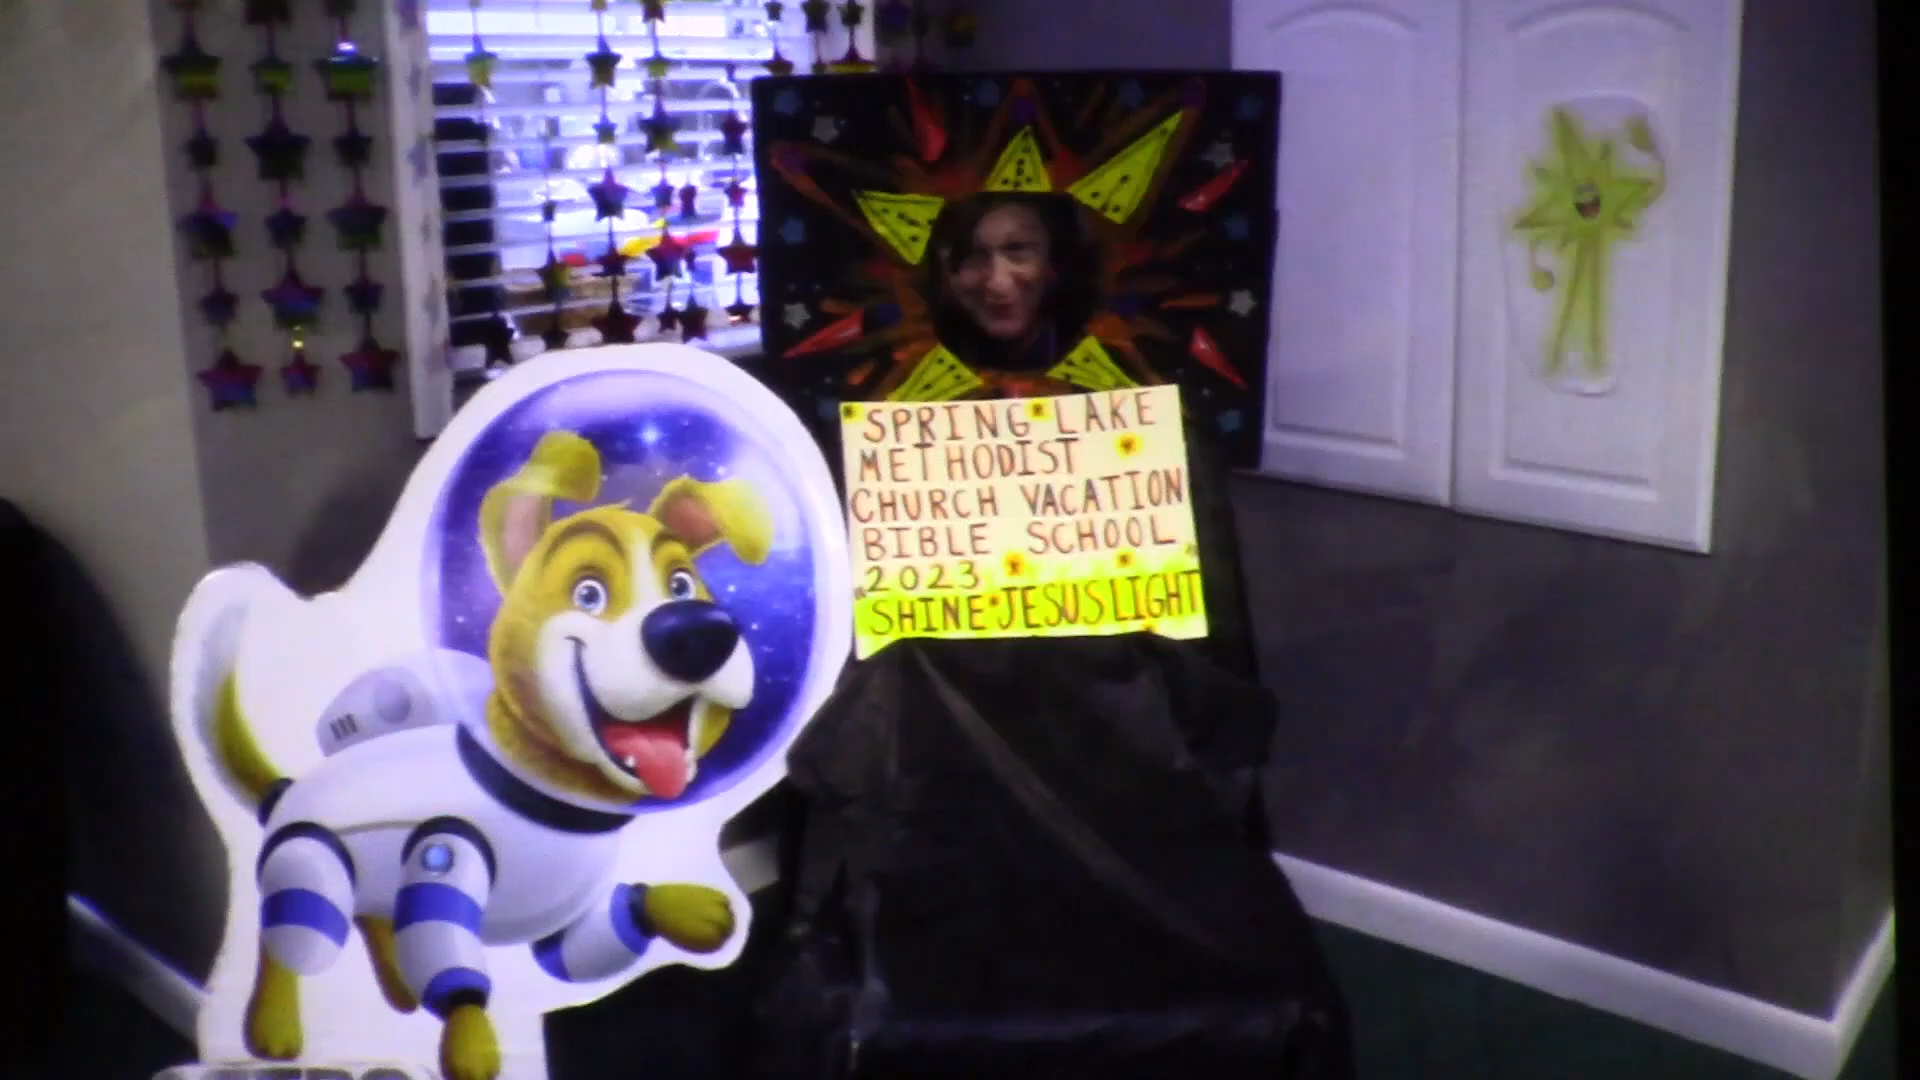 SPRING LAKE
METHODIST
CHURCH VACATION
BIBLE SCHOOL
2023
"SHINE JESUS LIGHT"